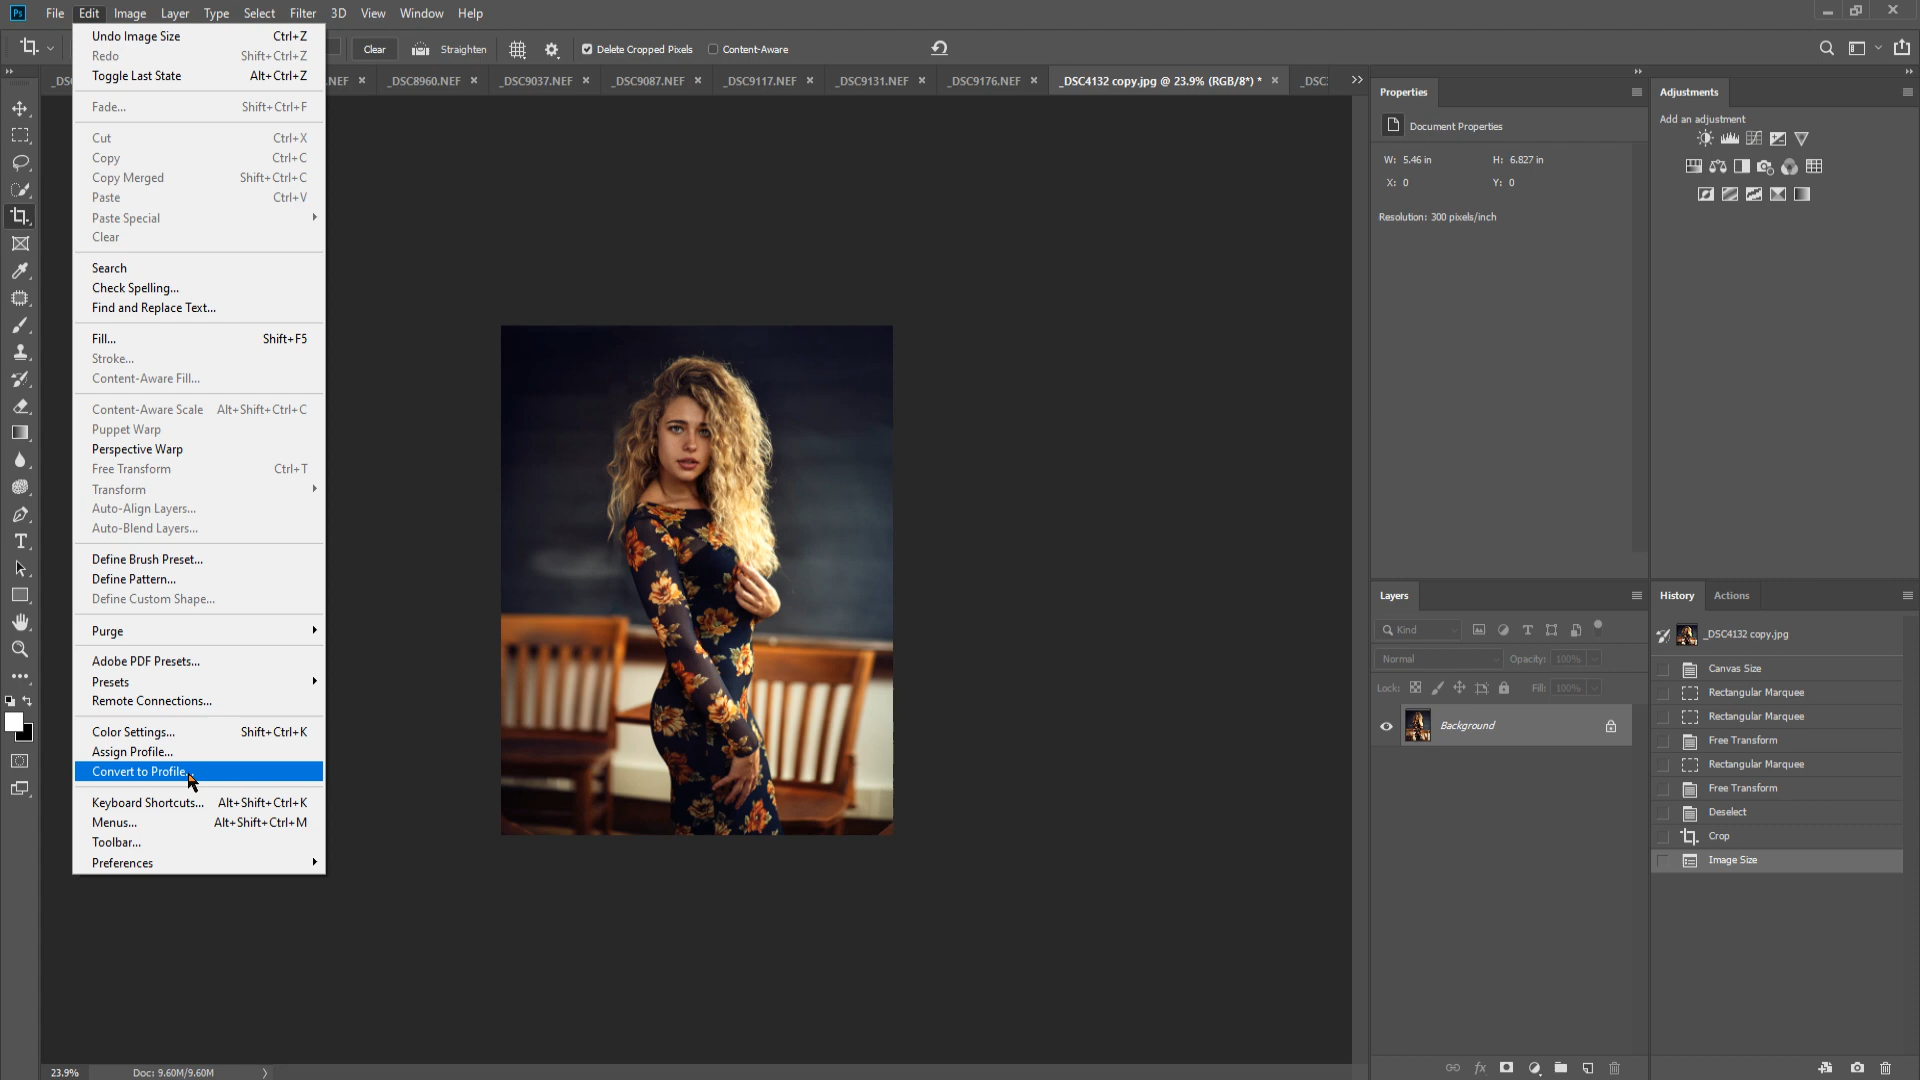 Ps File Edit Image Layer Type Select Filter 3D View Window Help
Clear Straighten Delete Cropped Pixels Content-Aware
_DSC8960.NEF _DSC9037.NEF _DSC9087.NEF _DSC9117.NEF _DSC9131.NEF _DSC9176.NEF _DSC4132 copy.jpg @ 23.9% (RGB/8*) *
Undo Image Size Ctrl+Z
Redo Shift+Ctrl+Z
Toggle Last State Alt+Ctrl+Z
Fade... Shift+Ctrl+F
Cut Ctrl+X
Copy Ctrl+C
Copy Merged Shift+Ctrl+C
Paste Ctrl+V
Paste Special
Clear
Search
Check Spelling...
Find and Replace Text...
Fill... Shift+F5
Stroke...
Content-Aware Fill...
Content-Aware Scale Alt+Shift+Ctrl+C
Puppet Warp
Perspective Warp
Free Transform Ctrl+T
Transform
Auto-Align Layers...
Auto-Blend Layers...
Define Brush Preset...
Define Pattern...
Define Custom Shape...
Purge
Adobe PDF Presets...
Presets
Remote Connections...
Color Settings... Shift+Ctrl+K
Assign Profile...
Convert to Profile...
Keyboard Shortcuts... Alt+Shift+Ctrl+K
Menus... Alt+Shift+Ctrl+M
Toolbar...
Preferences
Properties
Document Properties
W: 5.46 in H: 6.827 in
X: 0 Y: 0
Resolution: 300 pixels/inch
Adjustments
Add an adjustment
Layers
Kind
Normal Opacity: 100%
Lock: Fill: 100%
Background
History Actions
_DSC4132 copy.jpg
Canvas Size
Rectangular Marquee
Rectangular Marquee
Free Transform
Rectangular Marquee
Free Transform
Deselect
Crop
Image Size
23.9% Doc: 9.60M/9.60M